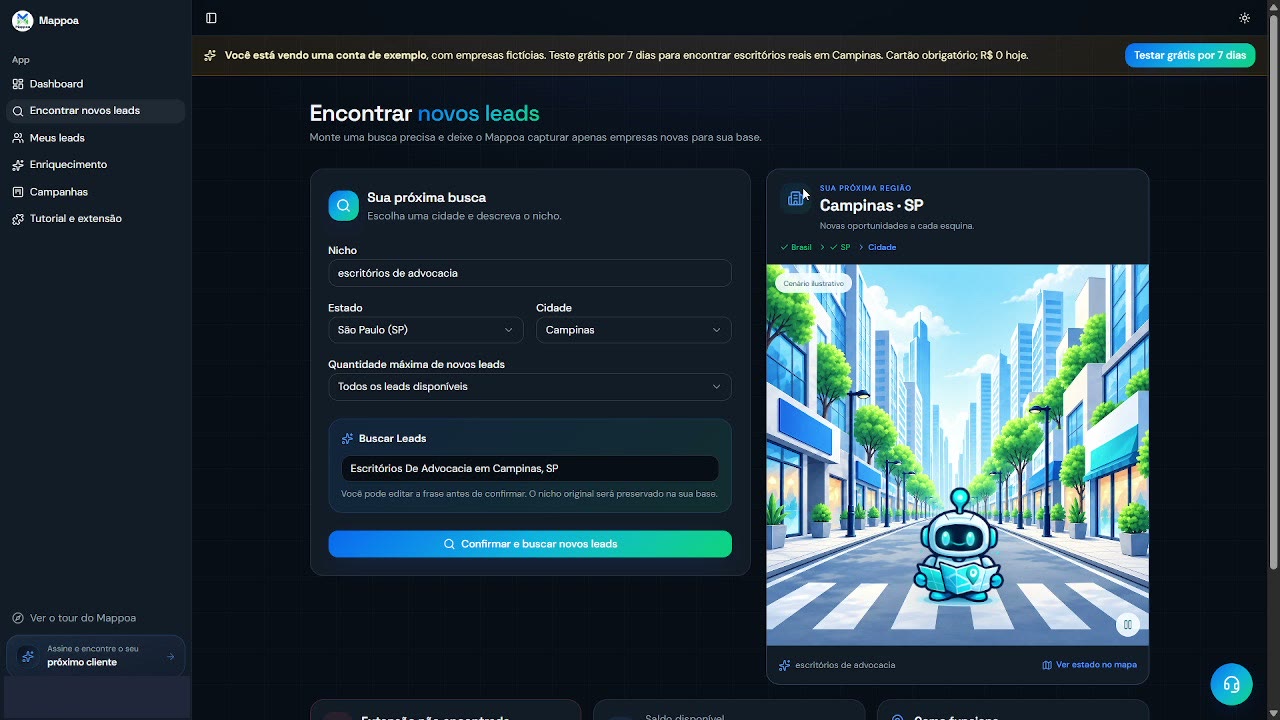 Mappoa
App
Dashboard
Encontrar novos leads
Meus leads
Enriquecimento
Campanhas
Tutorial e extensão
Ver o tour do Mappoa
Assine e encontre o seu
próximo cliente
Você está vendo uma conta de exemplo, com empresas fictícias. Teste grátis por 7 dias para encontrar escritórios reais em Campinas. Cartão obrigatório; R$ 0 hoje.
Testar grátis por 7 dias
Encontrar novos leads
Monte uma busca precisa e deixe o Mappoa capturar apenas empresas novas para sua base.
Sua próxima busca
Escolha uma cidade e descreva o nicho.
Nicho
escritórios de advocacia
Estado
Cidade
São Paulo (SP)
Campinas
Quantidade máxima de novos leads
Todos os leads disponíveis
Buscar Leads
Escritórios De Advocacia em Campinas, SP
Você pode editar a frase antes de confirmar. O nicho original será preservado na sua base.
Confirmar e buscar novos leads
SUA PRÓXIMA REGIÃO
Campinas • SP
Novas oportunidades a cada esquina.
Brasil
SP
Cidade
Cenário ilustrativo
escritórios de advocacia
Ver estado no mapa
Extensão não encontrada
Saldo disponível
Como funciona